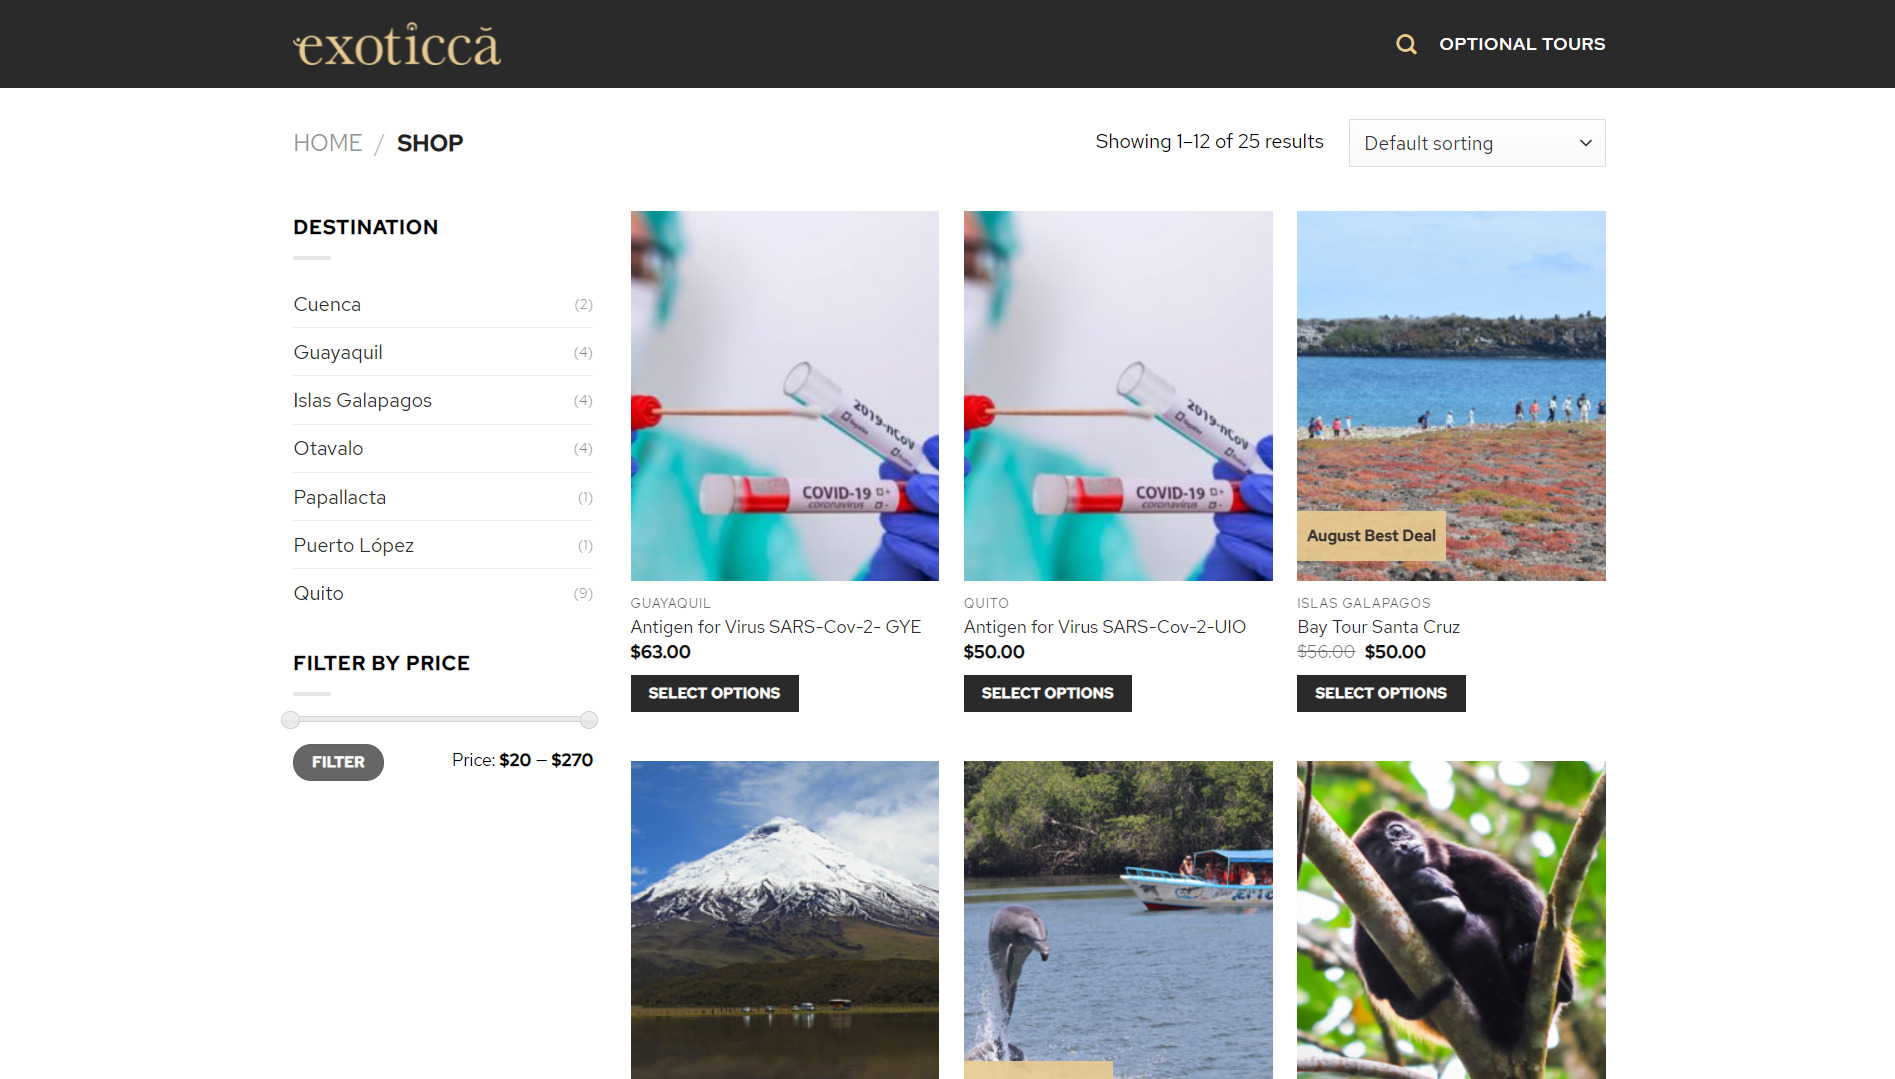 exoticcă
OPTIONAL TOURS
HOME / SHOP
Showing 1–12 of 25 results
Default sorting
DESTINATION
Cuenca (2)
Guayaquil (4)
Islas Galapagos (4)
Otavalo (4)
Papallacta (1)
Puerto López (1)
Quito (9)
FILTER BY PRICE
FILTER
Price: $20 — $270
2019-nCoV
Negative
Positive
COVID-19
coronavirus
+
-
GUAYAQUIL
Antigen for Virus SARS-Cov-2- GYE
$63.00
SELECT OPTIONS
2019-nCoV
Negative
Positive
COVID-19
coronavirus
+
-
QUITO
Antigen for Virus SARS-Cov-2-UIO
$50.00
SELECT OPTIONS
August Best Deal
ISLAS GALAPAGOS
Bay Tour Santa Cruz
$56.00 $50.00
SELECT OPTIONS